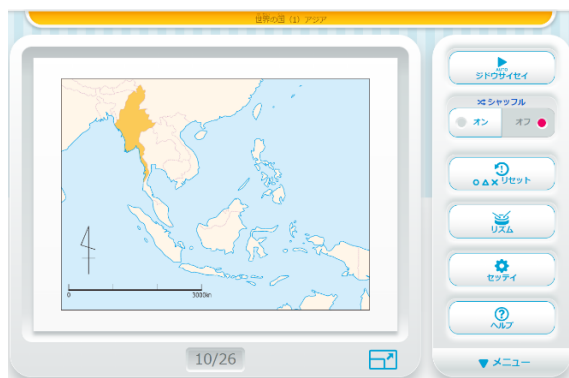 世界の国（1）アジア
AUTO
ジドウサイセイ
シャッフル
オン
オフ
○△×リセット
リズム
セッテイ
ヘルプ
▼メニュー
0
3000km
10/26